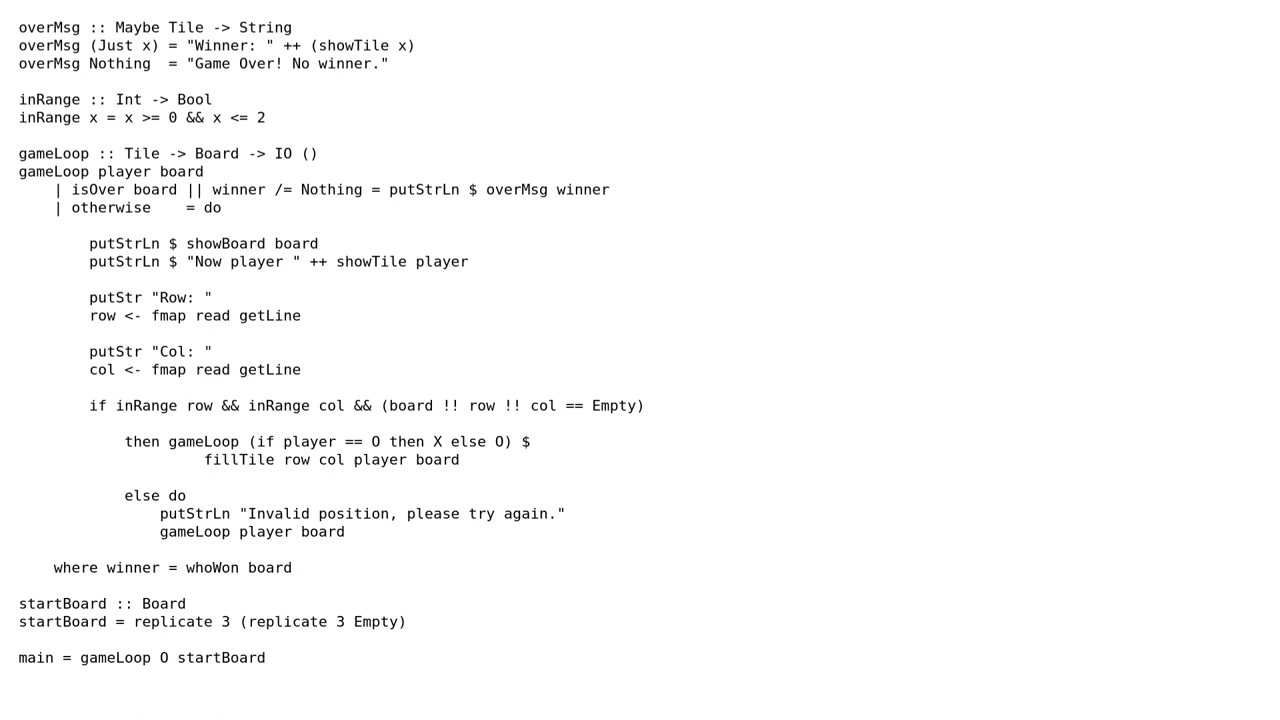 overMsg :: Maybe Tile -> String
overMsg (Just x) = "Winner: " ++ (showTile x)
overMsg Nothing  = "Game Over! No winner."

inRange :: Int -> Bool
inRange x = x >= 0 && x <= 2

gameLoop :: Tile -> Board -> IO ()
gameLoop player board
    | isOver board || winner /= Nothing = putStrLn $ overMsg winner
    | otherwise    = do

        putStrLn $ showBoard board
        putStrLn $ "Now player " ++ showTile player

        putStr "Row: "
        row <- fmap read getLine

        putStr "Col: "
        col <- fmap read getLine

        if inRange row && inRange col && (board !! row !! col == Empty)

            then gameLoop (if player == O then X else O) $
                     fillTile row col player board

            else do
                putStrLn "Invalid position, please try again."
                gameLoop player board

    where winner = whoWon board

startBoard :: Board
startBoard = replicate 3 (replicate 3 Empty)

main = gameLoop O startBoard